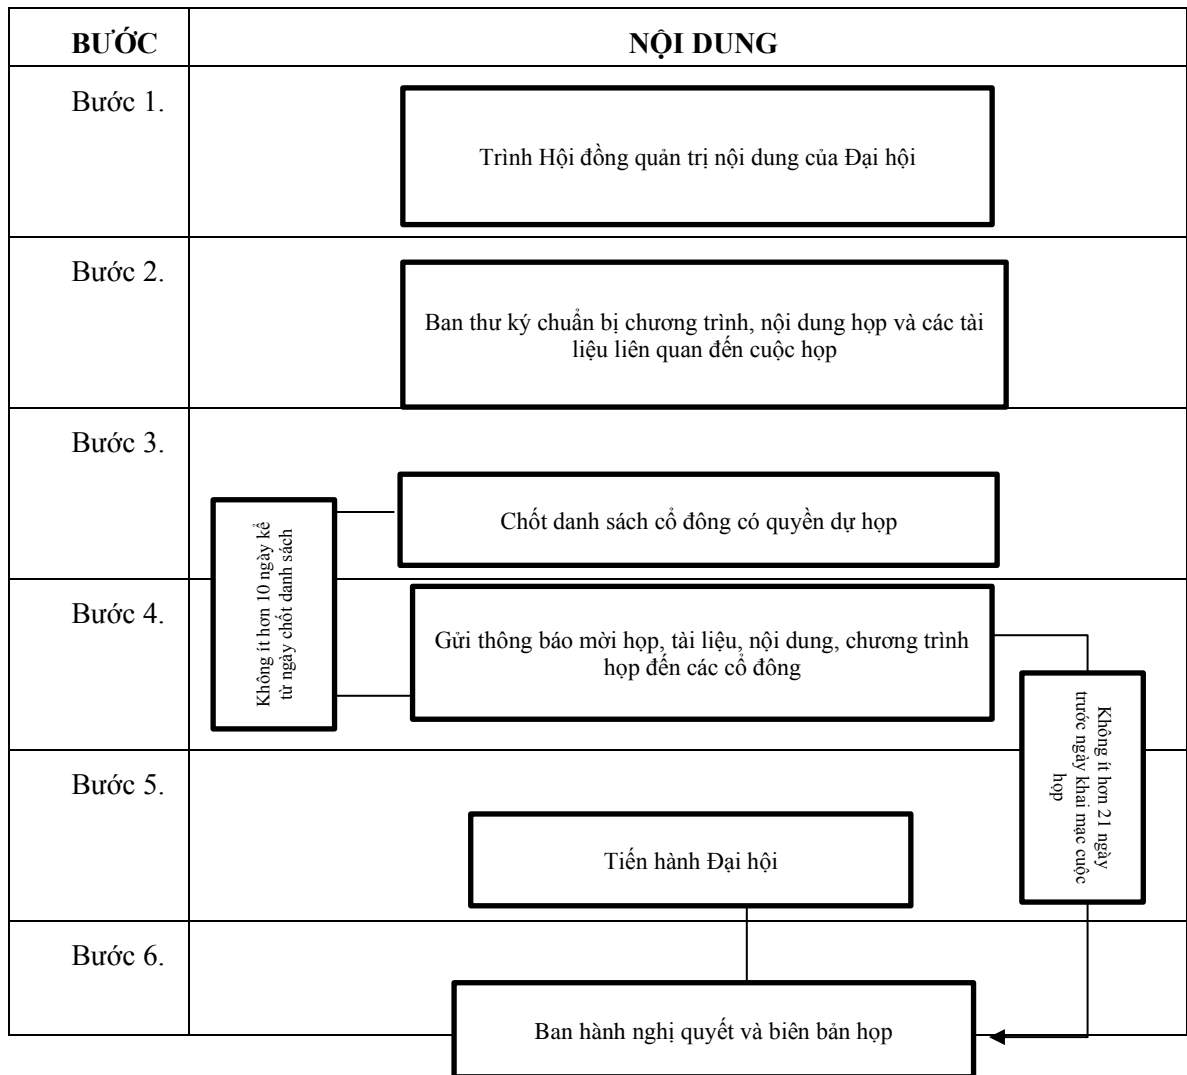 BƯỚC
NỘI DUNG
Bước 1.
Trình Hội đồng quản trị nội dung của Đại hội
Bước 2.
Ban thư ký chuẩn bị chương trình, nội dung họp và các tài
liệu liên quan đến cuộc họp
Bước 3.
Chốt danh sách cổ đông có quyền dự họp
Không ít hơn 10 ngày kể
từ ngày chốt danh sách
Bước 4.
Gửi thông báo mời họp, tài liệu, nội dung, chương trình
họp đến các cổ đông
Không ít hơn 21 ngày
trước ngày khai mạc cuộc
họp
Bước 5.
Tiến hành Đại hội
Bước 6.
Ban hành nghị quyết và biên bản họp